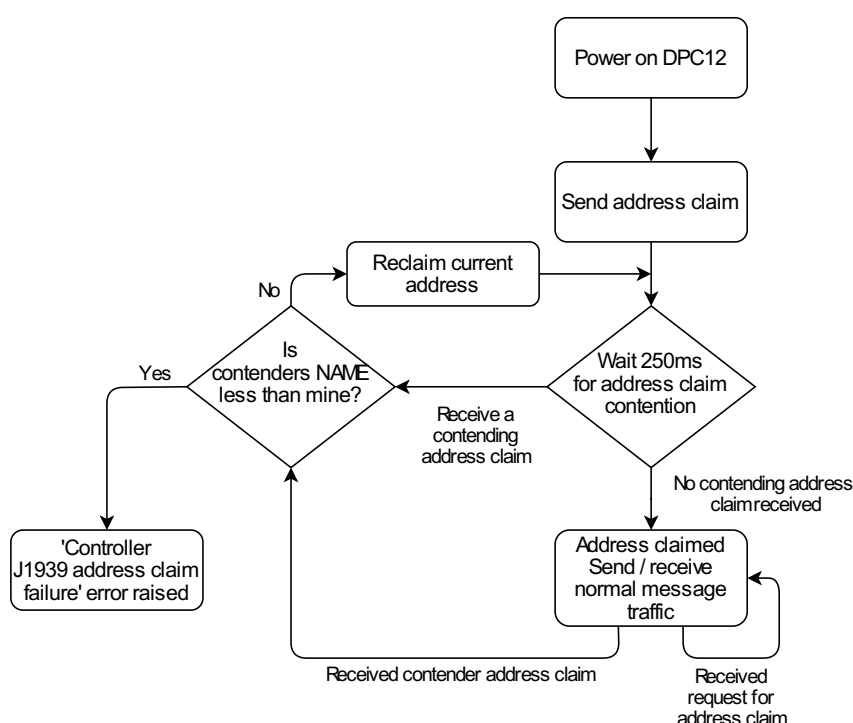 Power on DPC12
Send address claim
Reclaim current
address
No
Is
contenders NAME
less than mine?
Yes
Wait 250ms
for address claim
contention
Receive a
contending
address claim
No contending address
claim received
'Controller
J1939 address claim
failure' error raised
Address claimed
Send / receive
normal message
traffic
Received contender address claim
Received
request for
address claim